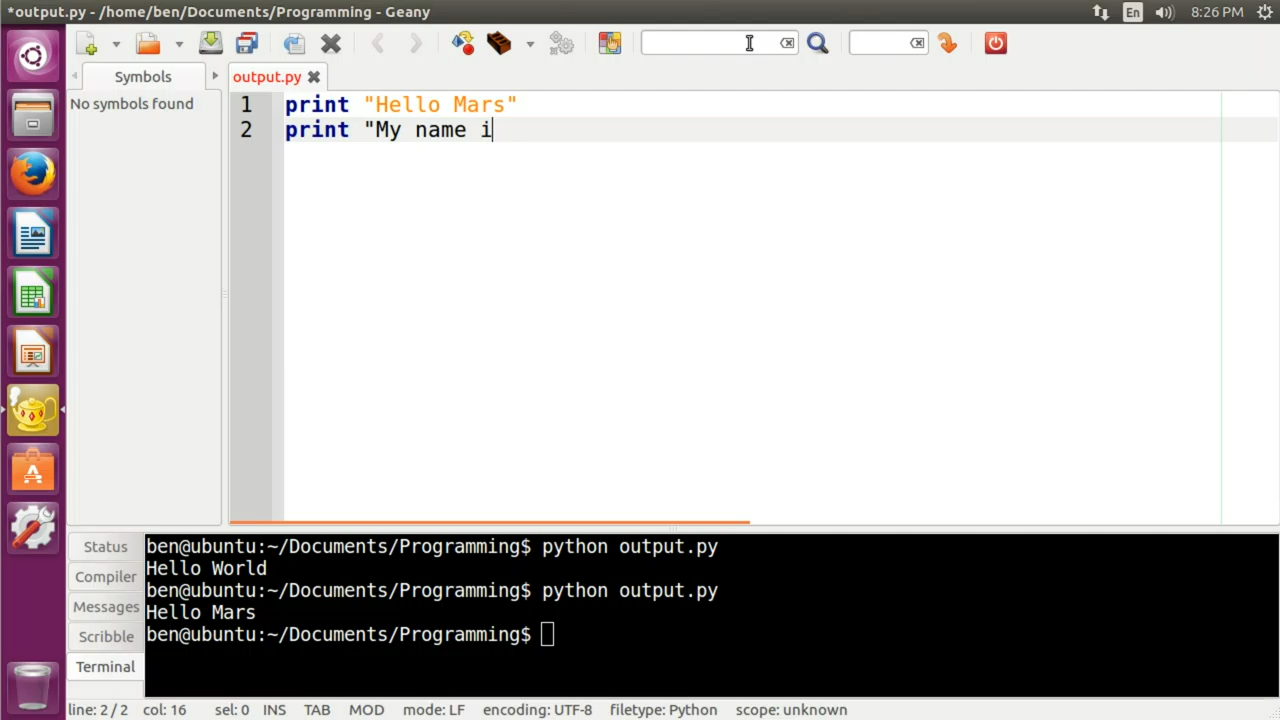 *output.py - /home/ben/Documents/Programming - Geany
En
8:26 PM
Symbols
output.py
No symbols found
1 print "Hello Mars"
2 print "My name i
Status
Compiler
Messages
Scribble
Terminal
ben@ubuntu:~/Documents/Programming$ python output.py
Hello World
ben@ubuntu:~/Documents/Programming$ python output.py
Hello Mars
ben@ubuntu:~/Documents/Programming$
line: 2 / 2 col: 16 sel: 0 INS TAB MOD mode: LF encoding: UTF-8 filetype: Python scope: unknown